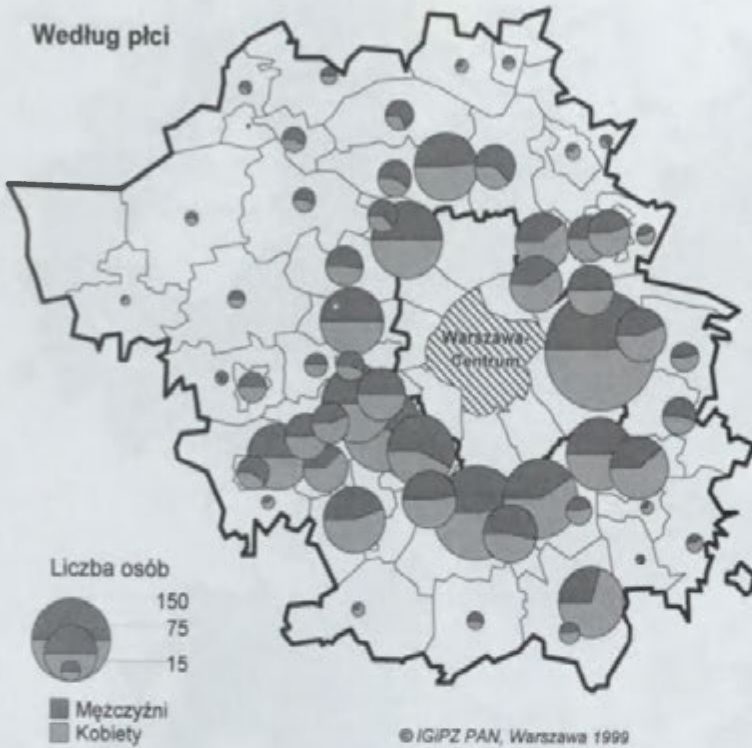 Według płci
Warszawa-
Centrum
Liczba osób
150
75
15
Mężczyźni
Kobiety
© IGiPZ PAN, Warszawa 1999